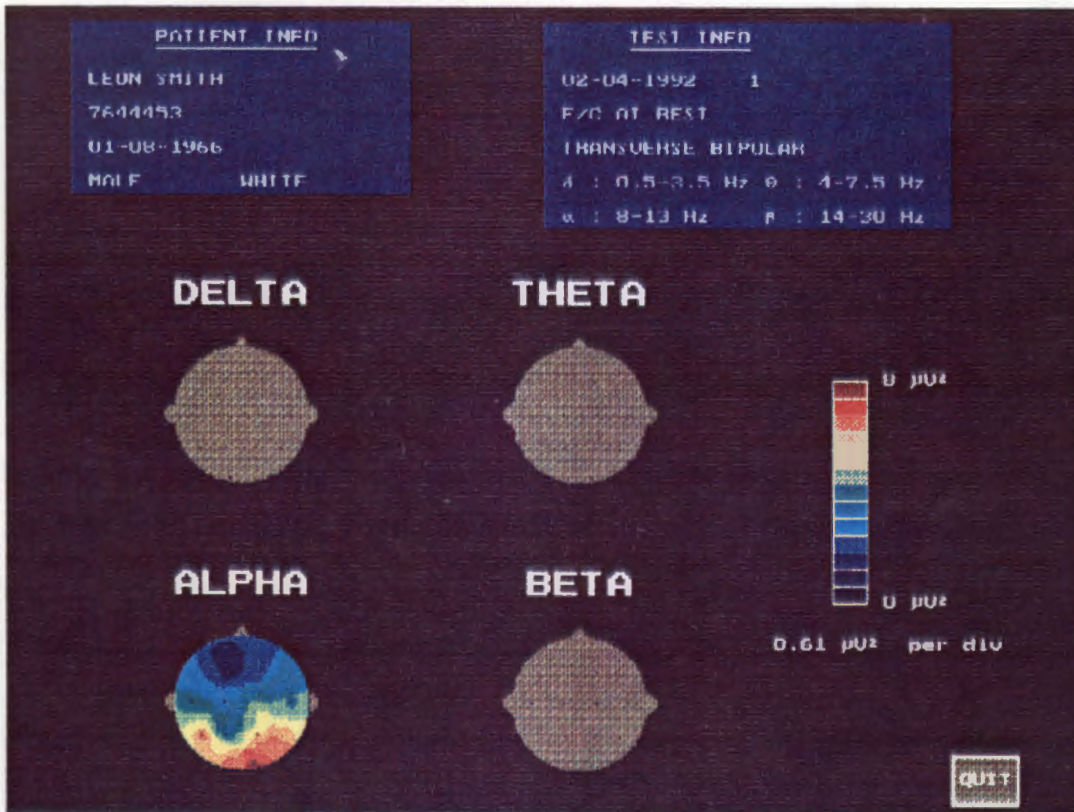 PATIENT INFO
LEON SMITH
7644453
01-08-1966
MALE WHITE
TEST INFO
02-04-1992 1
E/C AT REST
TRANSVERSE BIPOLAR
δ : 0.5-3.5 Hz θ : 4-7.5 Hz
α : 8-13 Hz β : 14-30 Hz
DELTA
THETA
8 µV²
ALPHA
BETA
0 µV²
0.61 µV² per div
QUIT